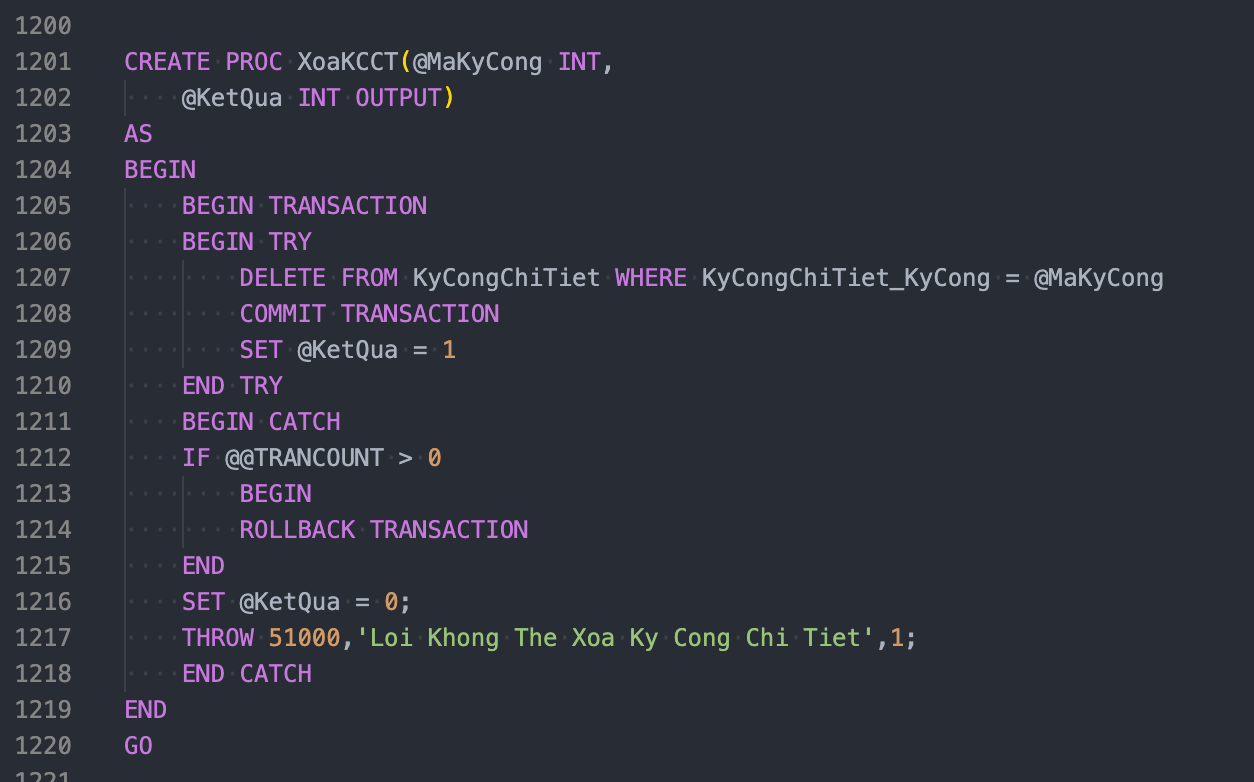 1200
1201 CREATE PROC XoaKCCT(@MaKyCong INT,
1202     @KetQua INT OUTPUT)
1203 AS
1204 BEGIN
1205     BEGIN TRANSACTION
1206     BEGIN TRY
1207         DELETE FROM KyCongChiTiet WHERE KyCongChiTiet_KyCong = @MaKyCong
1208         COMMIT TRANSACTION
1209         SET @KetQua = 1
1210     END TRY
1211     BEGIN CATCH
1212     IF @@TRANCOUNT > 0
1213         BEGIN
1214         ROLLBACK TRANSACTION
1215     END
1216     SET @KetQua = 0;
1217     THROW 51000,'Loi Khong The Xoa Ky Cong Chi Tiet',1;
1218     END CATCH
1219 END
1220 GO
1221